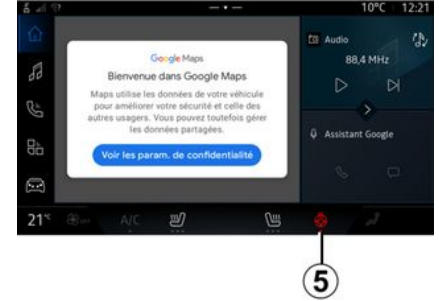 10°C 12:21
Google Maps
Bienvenue dans Google Maps
Maps utilise les données de votre véhicule
pour améliorer votre sécurité et celle des
autres usagers. Vous pouvez toutefois gérer
les données partagées.
Voir les param. de confidentialité
Audio
88,4 MHz
Assistant Google
21°C
OFF
A/C
5